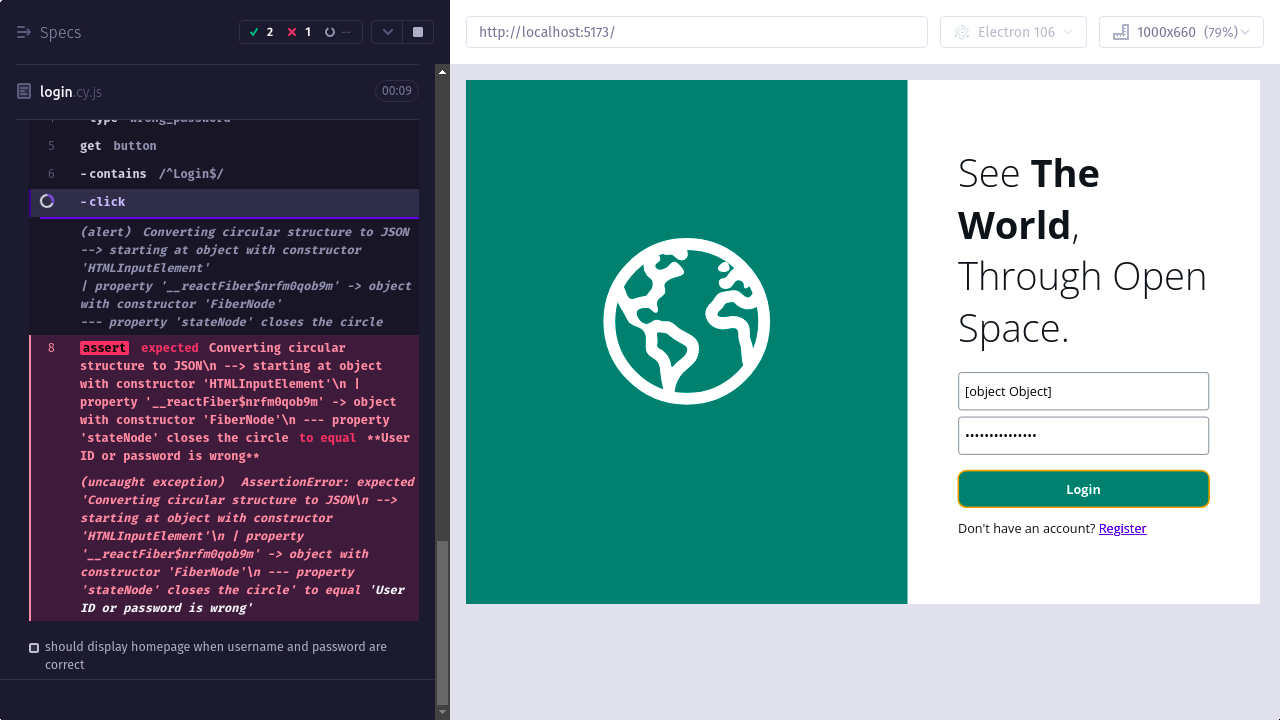 Specs
2
1
--
login.cy.js
00:09
4 -type wrong_password
5 get button
6 -contains /^Login$/
-click
(alert) Converting circular structure to JSON
--> starting at object with constructor
'HTMLInputElement'
| property '__reactFiber$nrfm0qob9m' -> object
with constructor 'FiberNode'
--- property 'stateNode' closes the circle
8 assert expected Converting circular
structure to JSON\n --> starting at object
with constructor 'HTMLInputElement'\n |
property '__reactFiber$nrfm0qob9m' -> object
with constructor 'FiberNode'\n --- property
'stateNode' closes the circle to equal **User
ID or password is wrong**
(uncaught exception) AssertionError: expected
'Converting circular structure to JSON\n -->
starting at object with constructor
'HTMLInputElement'\n | property
'__reactFiber$nrfm0qob9m' -> object with
constructor 'FiberNode'\n --- property
'stateNode' closes the circle' to equal 'User
ID or password is wrong'
should display homepage when username and password are
correct
http://localhost:5173/
Electron 106
1000x660 (79%)
See The
World,
Through Open
Space.
[object Object]
•••••••••••••••
Login
Don't have an account? Register